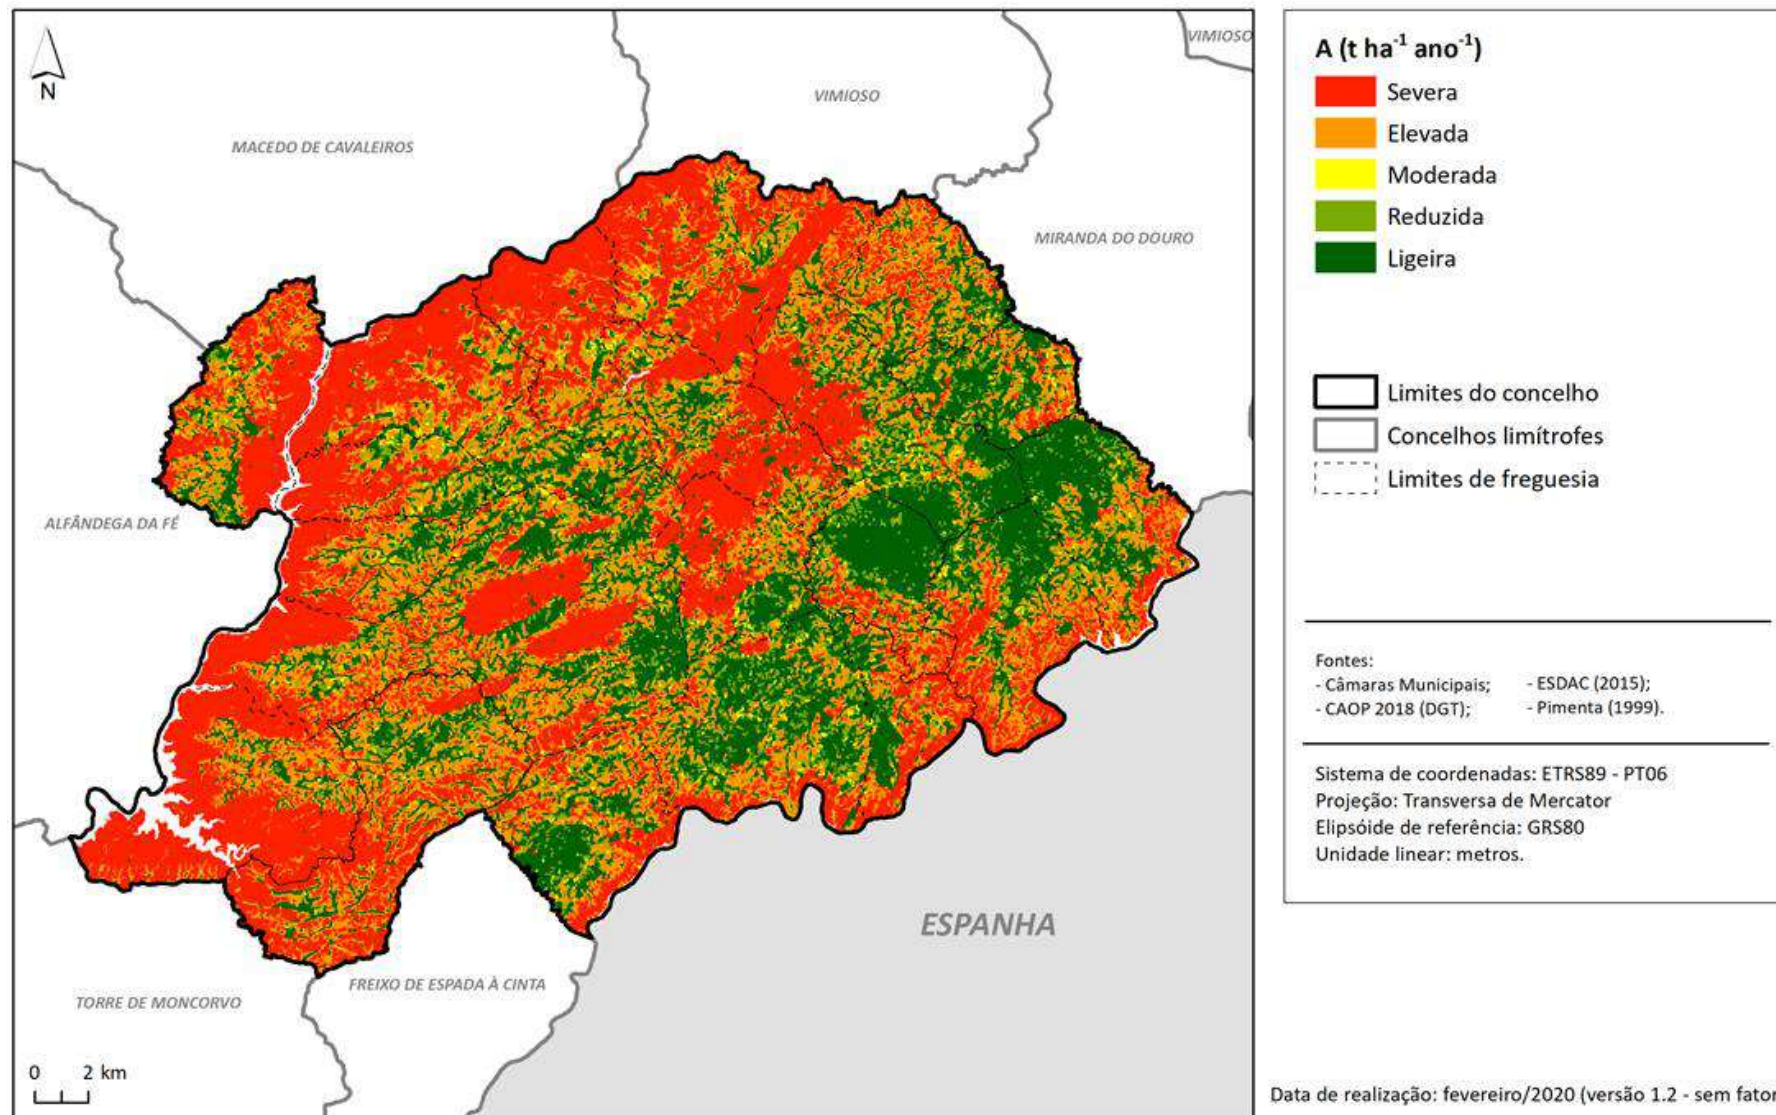 N
MACEDO DE CAVALEIROS
VIMIOSO
VIMIOSO
MIRANDA DO DOURO
ALFÂNDEGA DA FÉ
ESPANHA
FREIXO DE ESPADA À CINTA
TORRE DE MONCORVO
0 2 km
A (t ha⁻¹ ano⁻¹)
Severa
Elevada
Moderada
Reduzida
Ligeira
Limites do concelho
Concelhos limítrofes
Limites de freguesia
Fontes:
- Câmaras Municipais; - ESDAC (2015);
- CAOP 2018 (DGT); - Pimenta (1999).
Sistema de coordenadas: ETRS89 - PT06
Projeção: Transversa de Mercator
Elipsóide de referência: GRS80
Unidade linear: metros.
Data de realização: fevereiro/2020 (versão 1.2 - sem fator